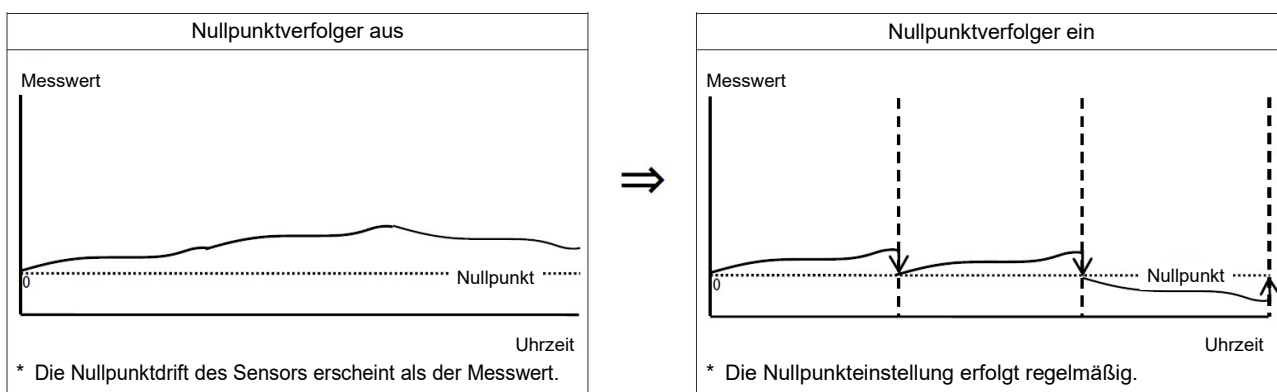 Nullpunktverfolger aus
Messwert
Nullpunkt
0
Uhrzeit
* Die Nullpunktdrift des Sensors erscheint als der Messwert.
⇒
Nullpunktverfolger ein
Messwert
Nullpunkt
0
Uhrzeit
* Die Nullpunkteinstellung erfolgt regelmäßig.